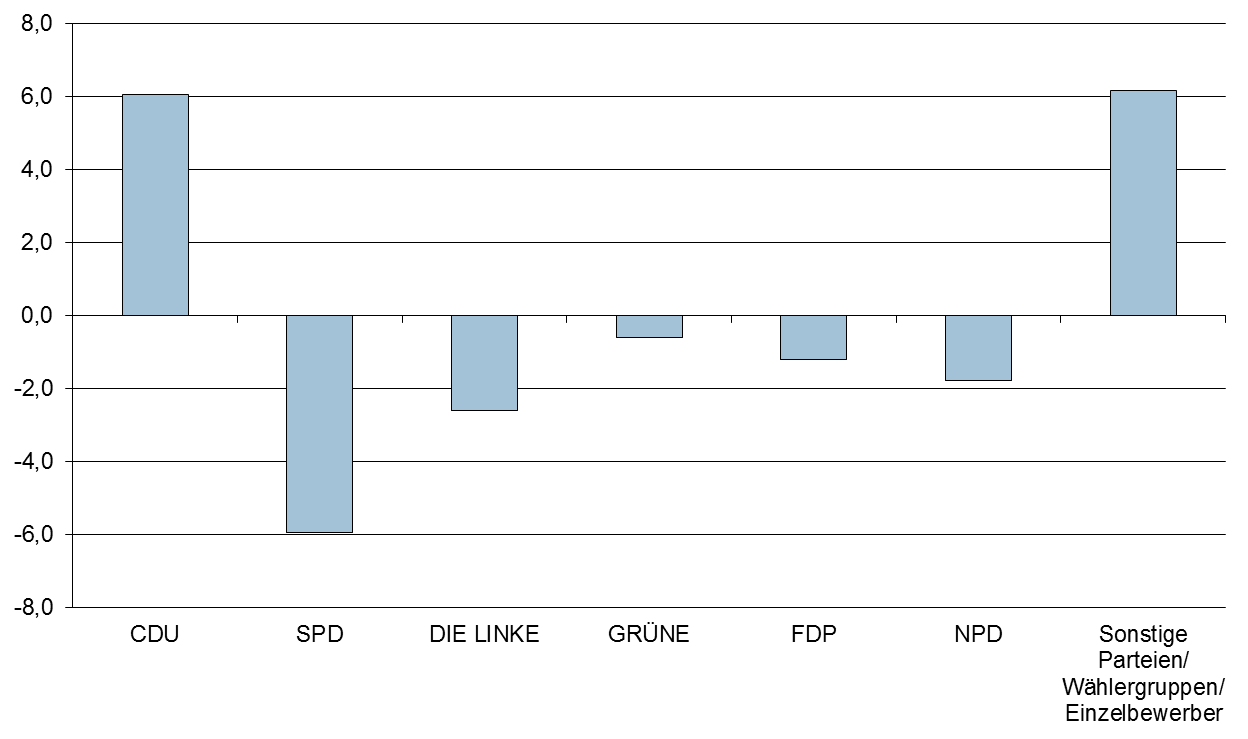 8,0
6,0
4,0
2,0
0,0
-2,0
-4,0
-6,0
-8,0
CDU
SPD
DIE LINKE
GRÜNE
FDP
NPD
Sonstige
Parteien/
Wählergruppen/
Einzelbewerber